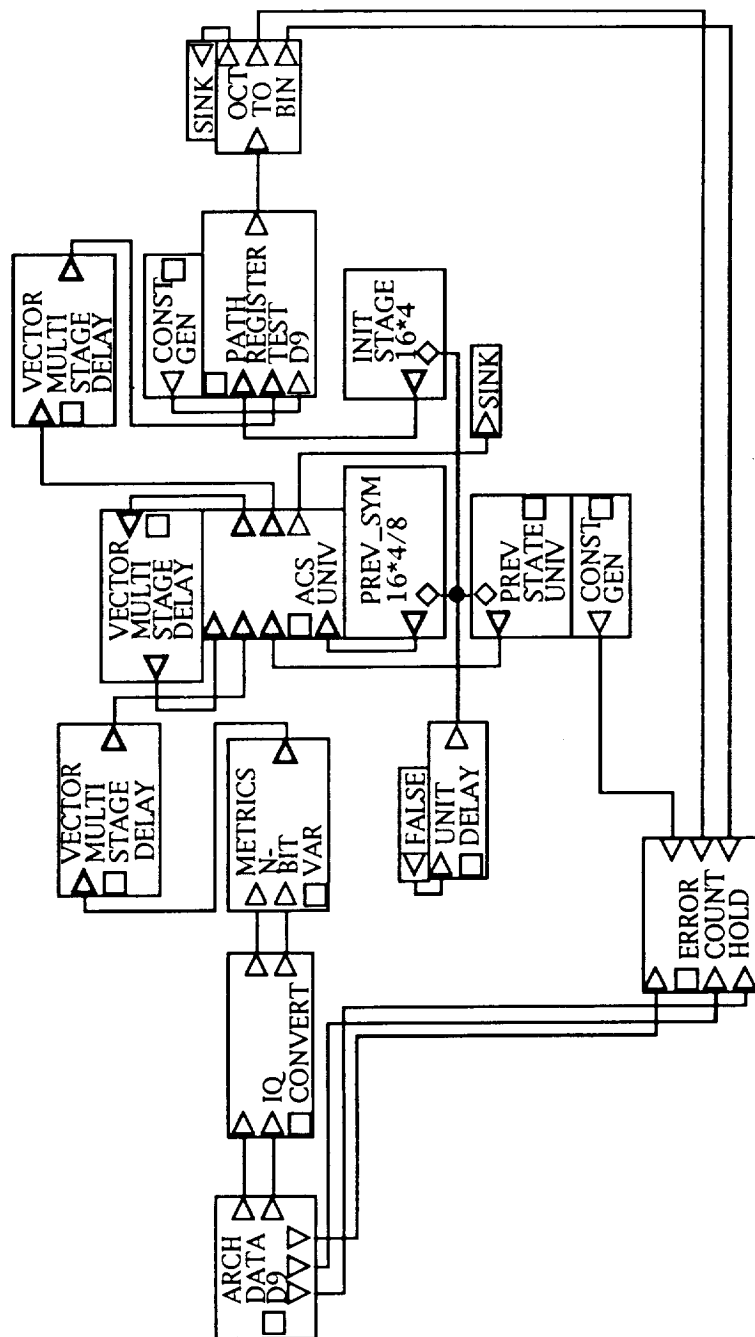 SINK
OCT
TO
BIN
VECTOR
MULTI
STAGE
DELAY
CONST
GEN
PATH
REGISTER
TEST
D9
INIT
STAGE
16*4
SINK
VECTOR
MULTI
STAGE
DELAY
ACS
UNIV
PREV_SYM
16*4/8
PREV
STATE
UNIV
CONST
GEN
VECTOR
MULTI
STAGE
DELAY
METRICS
N-
BIT
VAR
FALSE
UNIT
DELAY
IQ
CONVERT
ERROR
COUNT
HOLD
ARCH
DATA
D9